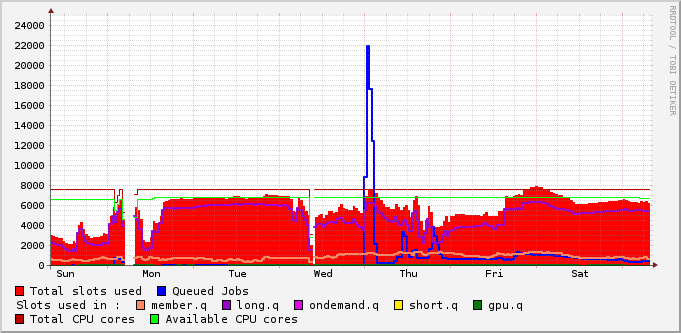 24000
22000
20000
18000
16000
14000
12000
10000
8000
6000
4000
2000
0
Sun Mon Tue Wed Thu Fri Sat
Total slots used Queued Jobs
Slots used in : member.q long.q ondemand.q short.q gpu.q
Total CPU cores Available CPU cores
RRDTOOL / TOBI OETIKER